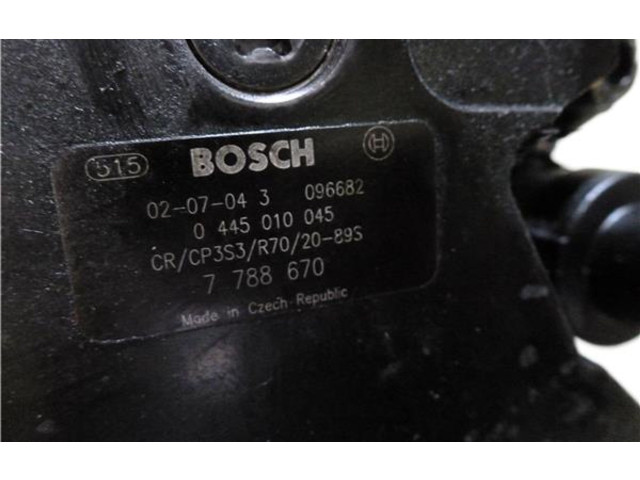 515 BOSCH
02-07-04 3 096682
0 445 010 045
CR/CP3S3/R70/20-89S
7 788 670
Made in Czech Republic